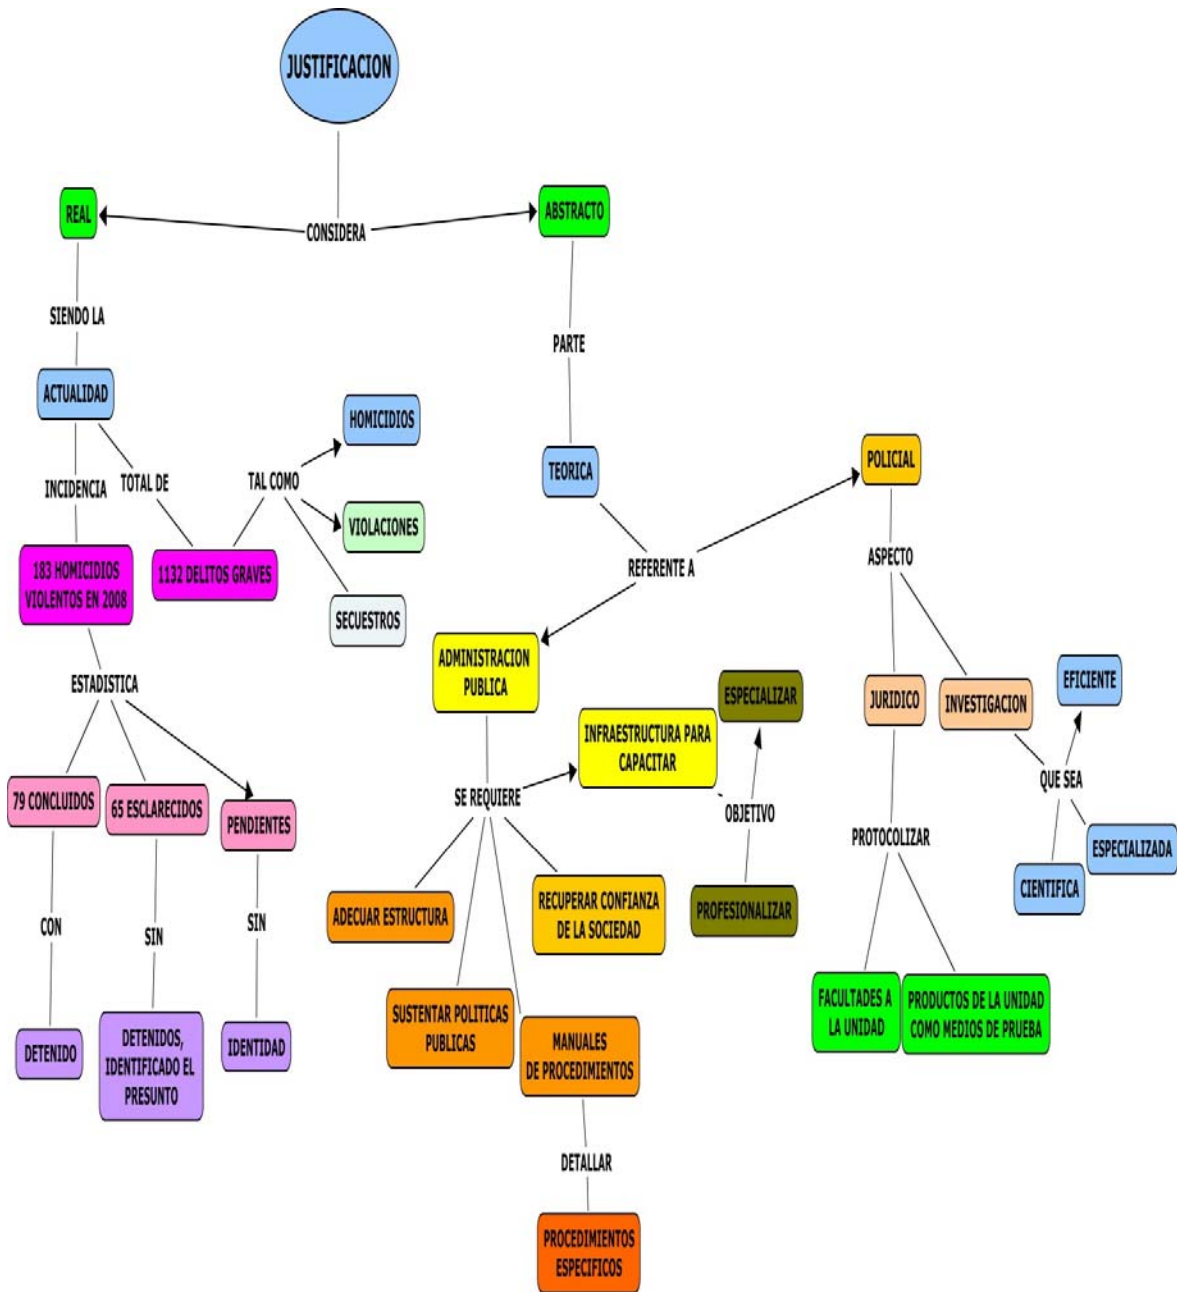 JUSTIFICACION
REAL
ABSTRACTO
CONSIDERA
SIENDO LA
PARTE
ACTUALIDAD
HOMICIDIOS
POLICIAL
TEORICA
INCIDENCIA
TOTAL DE
TAL COMO
VIOLACIONES
ASPECTO
183 HOMICIDIOS
VIOLENTOS EN 2008
1132 DELITOS GRAVES
REFERENTE A
SECUESTROS
ADMINISTRACION
PUBLICA
ESTADISTICA
ESPECIALIZAR
JURIDICO
INVESTIGACION
EFICIENTE
INFRAESTRUCTURA PARA
CAPACITAR
79 CONCLUIDOS
65 ESCLARECIDOS
PENDIENTES
SE REQUIERE
OBJETIVO
QUE SEA
PROTOCOLIZAR
ESPECIALIZADA
CIENTIFICA
ADECUAR ESTRUCTURA
RECUPERAR CONFIANZA
DE LA SOCIEDAD
PROFESIONALIZAR
CON
SIN
SIN
FACULTADES A
LA UNIDAD
PRODUCTOS DE LA UNIDAD
COMO MEDIOS DE PRUEBA
SUSTENTAR POLITICAS
PUBLICAS
MANUALES
DE PROCEDIMIENTOS
DETENIDO
DETENIDOS,
IDENTIFICADO EL
PRESUNTO
IDENTIDAD
DETALLAR
PROCEDIMIENTOS
ESPECIFICOS